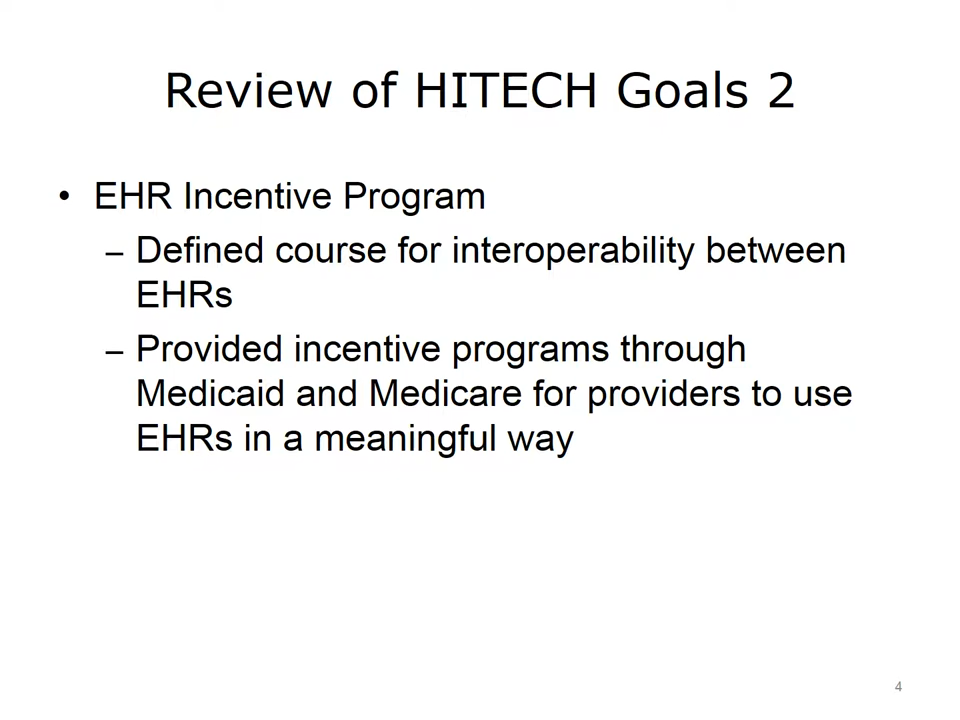 Review of HITECH Goals 2
• EHR Incentive Program
– Defined course for interoperability between
EHRs
– Provided incentive programs through
Medicaid and Medicare for providers to use
EHRs in a meaningful way
4